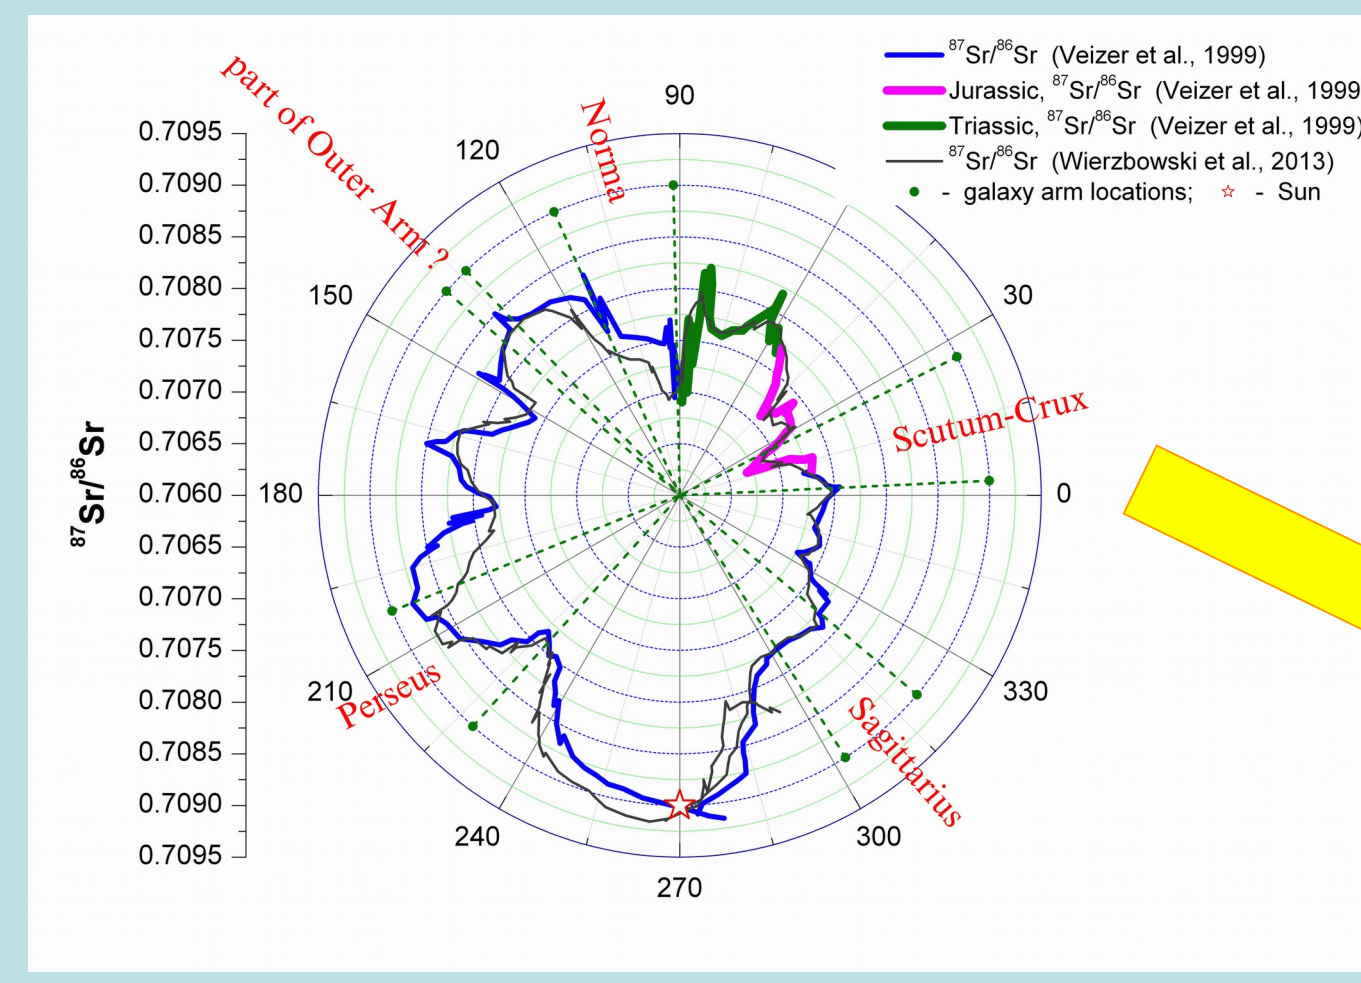 ⁸⁷Sr/⁸⁶Sr (Veizer et al., 1999)
Jurassic, ⁸⁷Sr/⁸⁶Sr (Veizer et al., 1999
Triassic, ⁸⁷Sr/⁸⁶Sr (Veizer et al., 1999)
⁸⁷Sr/⁸⁶Sr (Wierzbowski et al., 2013)
- galaxy arm locations; ☆ - Sun
part of Outer Arm ?
Norma
90
120
0.7095
0.7090
0.7085
0.7080
0.7075
0.7070
0.7065
0.7060
0.7065
0.7070
0.7075
0.7080
0.7085
0.7090
0.7095
⁸⁷Sr/⁸⁶Sr
150
30
Scutum-Crux
180
0
210
Perseus
330
Sagittarius
240
300
270